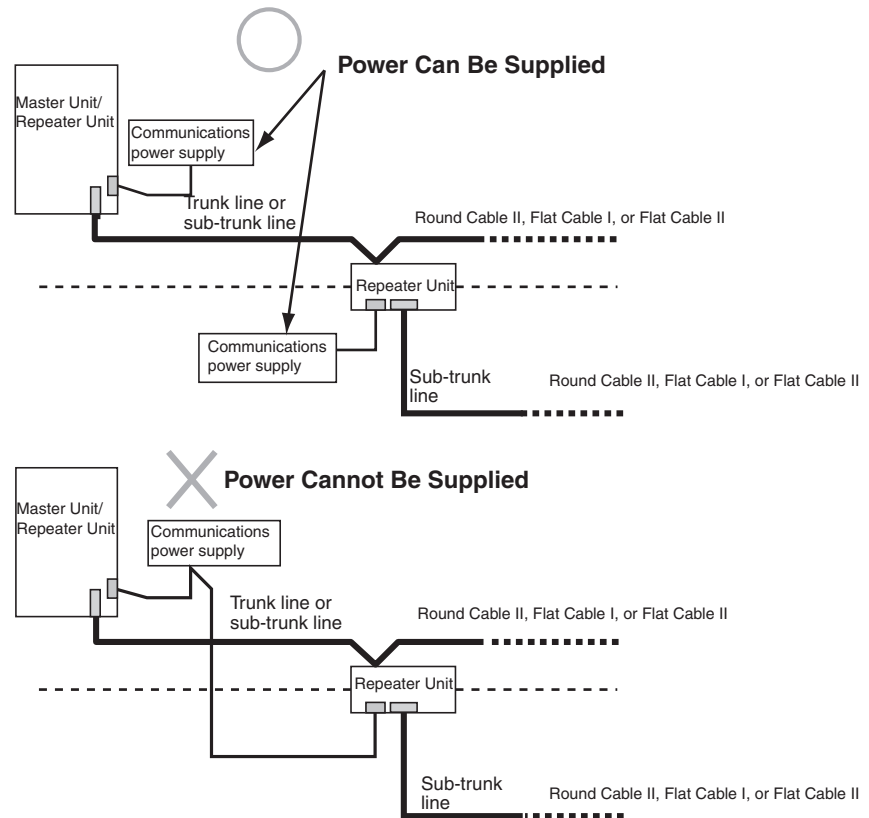 Power Can Be Supplied
Master Unit/
Repeater Unit
Communications
power supply
Trunk line or
sub-trunk line
Round Cable II, Flat Cable I, or Flat Cable II
Repeater Unit
Communications
power supply
Sub-trunk
line
Round Cable II, Flat Cable I, or Flat Cable II
Power Cannot Be Supplied
Master Unit/
Repeater Unit
Communications
power supply
Trunk line or
sub-trunk line
Round Cable II, Flat Cable I, or Flat Cable II
Repeater Unit
Sub-trunk
line
Round Cable II, Flat Cable I, or Flat Cable II